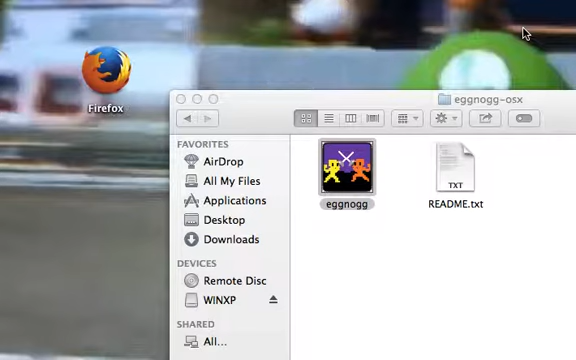 Firefox
eggnogg-osx
FAVORITES
AirDrop
All My Files
Applications
Desktop
Downloads
DEVICES
Remote Disc
WINXP
SHARED
All...
eggnogg
TXT
README.txt